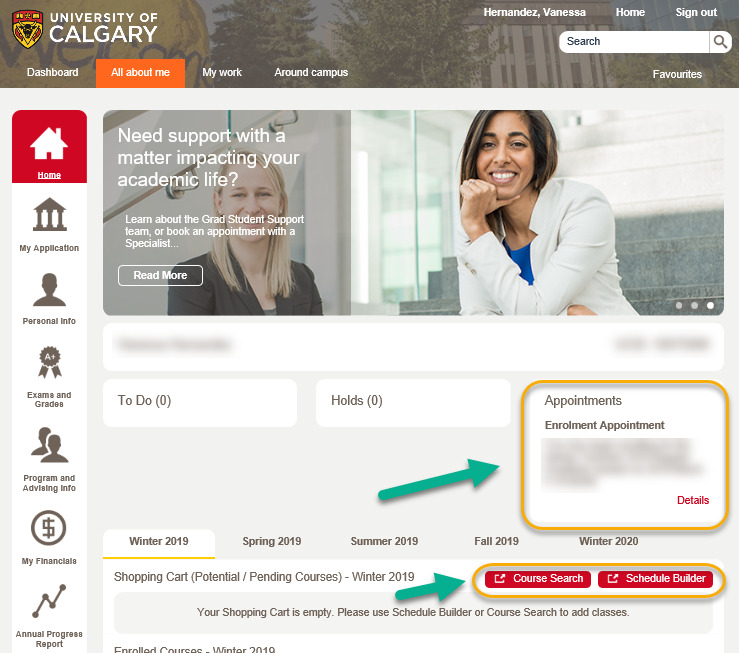 UNIVERSITY OF
CALGARY
Hernandez, Vanessa Home Sign out
Search
Dashboard All about me My work Around campus Favourites
Home
My Application
Personal Info
A+
Exams and
Grades
Program and
Advising Info
$
My Financials
Annual Progress
Report
Need support with a
matter impacting your
academic life?
Learn about the Grad Student Support
team, or book an appointment with a
Specialist...
Read More
To Do (0)
Holds (0)
Appointments
Enrolment Appointment
Details
Winter 2019 Spring 2019 Summer 2019 Fall 2019 Winter 2020
Shopping Cart (Potential / Pending Courses) - Winter 2019
Course Search Schedule Builder
Your Shopping Cart is empty. Please use Schedule Builder or Course Search to add classes.
Enrolled Courses - Winter 2019